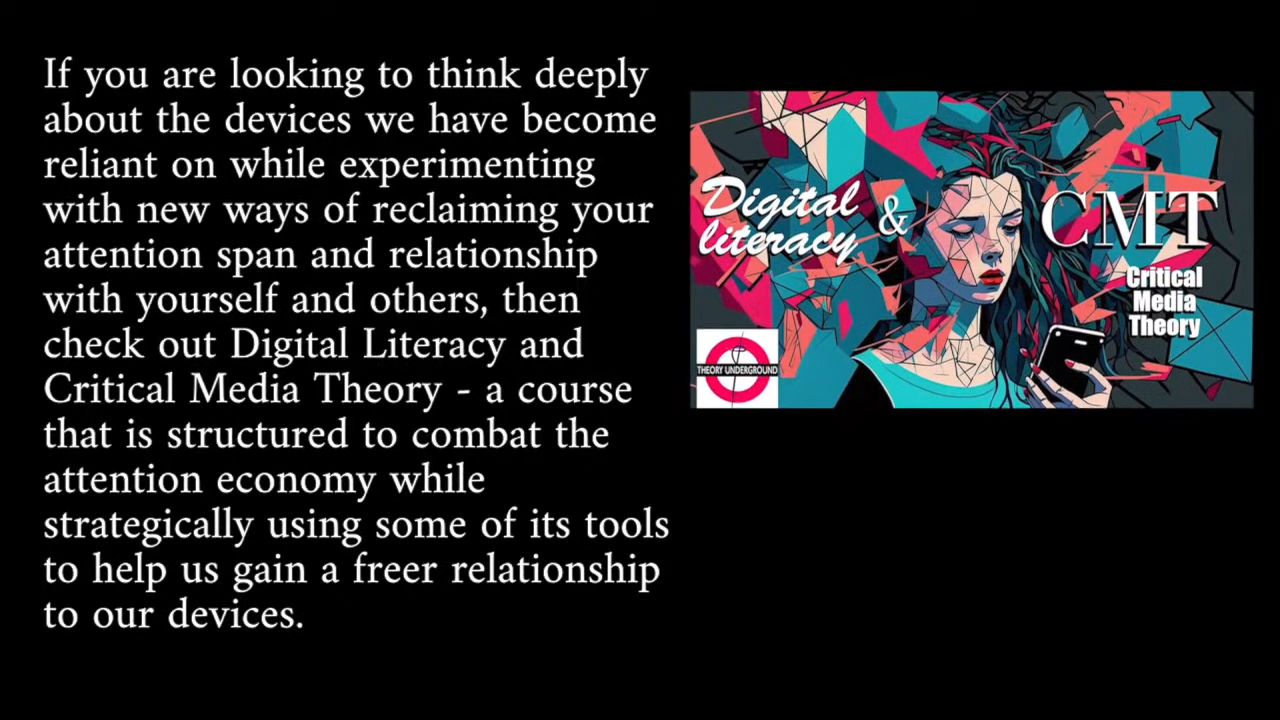 If you are looking to think deeply
about the devices we have become
reliant on while experimenting
with new ways of reclaiming your
attention span and relationship
with yourself and others, then
check out Digital Literacy and
Critical Media Theory - a course
that is structured to combat the
attention economy while
strategically using some of its tools
to help us gain a freer relationship
to our devices.
Digital
literacy
&
CMT
Critical
Media
Theory
THEORY UNDERGROUND